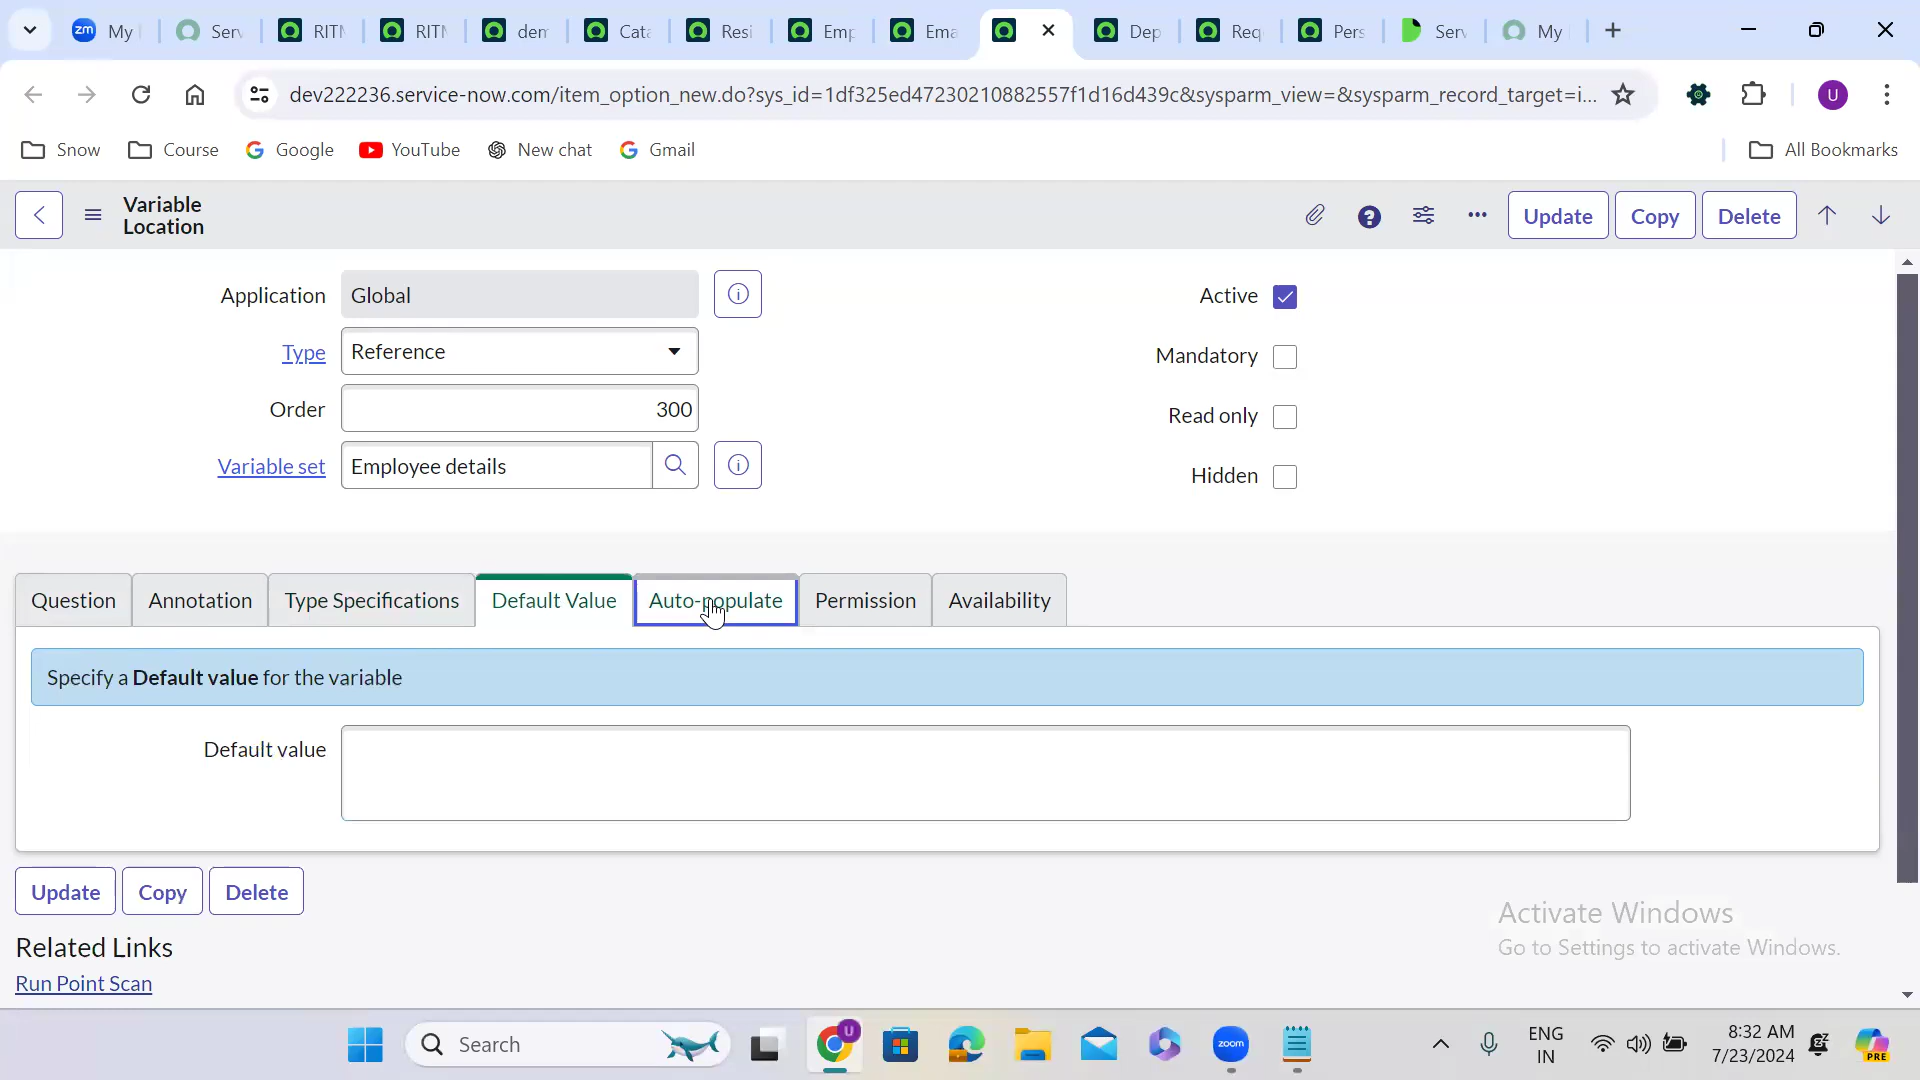 My
Serv
RITM
RITM
dem
Cata
Resi
Emp
Ema
Dep
Req
Pers
Serv
My
dev222236.service-now.com/item_option_new.do?sys_id=1df325ed47230210882557f1d16d439c&sysparm_view=&sysparm_record_target=i...
U
Snow
Course
Google
YouTube
New chat
Gmail
All Bookmarks
Variable
Location
Update
Copy
Delete
Application
Global
Active
Type
Reference
Mandatory
Order
300
Read only
Variable set
Employee details
Hidden
Question
Annotation
Type Specifications
Default Value
Auto-populate
Permission
Availability
Specify a Default value for the variable
Default value
Update
Copy
Delete
Activate Windows
Go to Settings to activate Windows.
Related Links
Run Point Scan
Search
U
zoom
ENG
IN
8:32 AM
7/23/2024
PRE